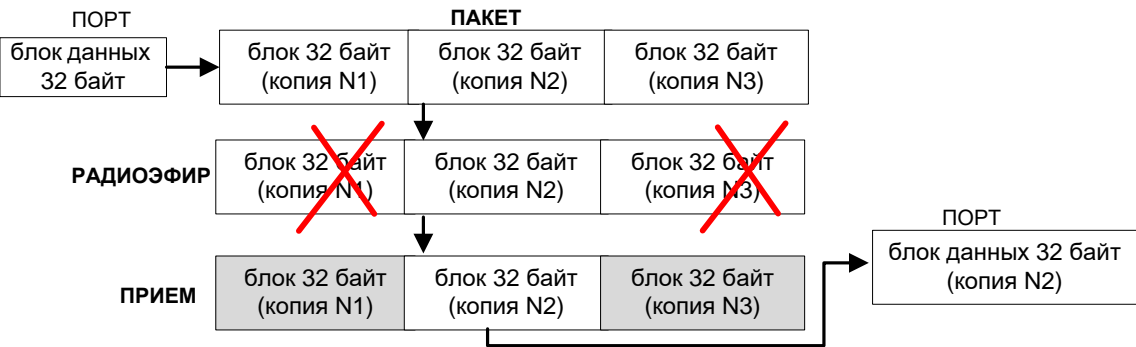 ПОРТ
ПАКЕТ
блок данных
32 байт
блок 32 байт
(копия N1)
блок 32 байт
(копия N2)
блок 32 байт
(копия N3)
РАДИОЭФИР
блок 32 байт
(копия N1)
блок 32 байт
(копия N2)
блок 32 байт
(копия N3)
ПРИЕМ
блок 32 байт
(копия N1)
блок 32 байт
(копия N2)
блок 32 байт
(копия N3)
ПОРТ
блок данных 32 байт
(копия N2)